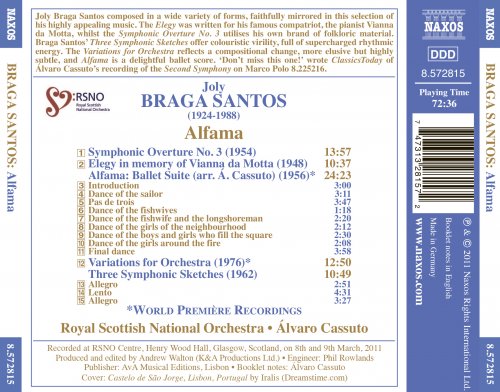 NAXOS
BRAGA SANTOS: Alfama
8.572815
Joly Braga Santos composed in a wide variety of forms, faithfully mirrored in this selection of
his highly appealing music. The Elegy was written for his famous compatriot, the pianist Vianna
da Motta, whilst the Symphonic Overture No. 3 utilises his own brand of folkloric material.
Braga Santos' Three Symphonic Sketches offer colouristic virility, full of supercharged rhythmic
energy. The Variations for Orchestra reflects a compositional change, more elusive but highly
subtle, and Alfama is a delightful ballet score. 'Don't miss this one!' wrote ClassicsToday of
Álvaro Cassuto's recording of the Second Symphony on Marco Polo 8.225216.
RSNO
Royal Scottish
National Orchestra
Joly
BRAGA SANTOS
(1924-1988)
Alfama
1 Symphonic Overture No. 3 (1954) 13:57
2 Elegy in memory of Vianna da Motta (1948) 10:37
Alfama: Ballet Suite (arr. Á. Cassuto) (1956)* 24:23
3 Introduction 3:00
4 Dance of the sailor 3:11
5 Pas de trois 3:47
6 Dance of the fishwives 1:18
7 Dance of the fishwife and the longshoreman 2:20
8 Dance of the girls of the neighbourhood 2:12
9 Dance of the boys and girls who fill the square 2:30
10 Dance of the girls around the fire 2:08
11 Final dance 3:58
12 Variations for Orchestra (1976)* 12:50
Three Symphonic Sketches (1962) 10:49
13 Allegro 2:51
14 Lento 4:31
15 Allegro 3:27
*WORLD PREMIÈRE RECORDINGS
Royal Scottish National Orchestra • Álvaro Cassuto
Recorded at RSNO Centre, Henry Wood Hall, Glasgow, Scotland, on 8th and 9th March, 2011
Produced and edited by Andrew Walton (K&A Productions Ltd.) • Engineer: Phil Rowlands
Publisher: AvA Musical Editions, Lisbon • Booklet notes: Álvaro Cassuto
Cover: Castelo de São Jorge, Lisbon, Portugal by Italis (Dreamstime.com)
NAXOS
DDD
8.572815
Playing Time
72:36
7 47313 28157 2
℗ & © 2011 Naxos Rights International Ltd.
Booklet notes in English
Made in Germany
www.naxos.com
NAXOS
BRAGA SANTOS: Alfama
8.572815